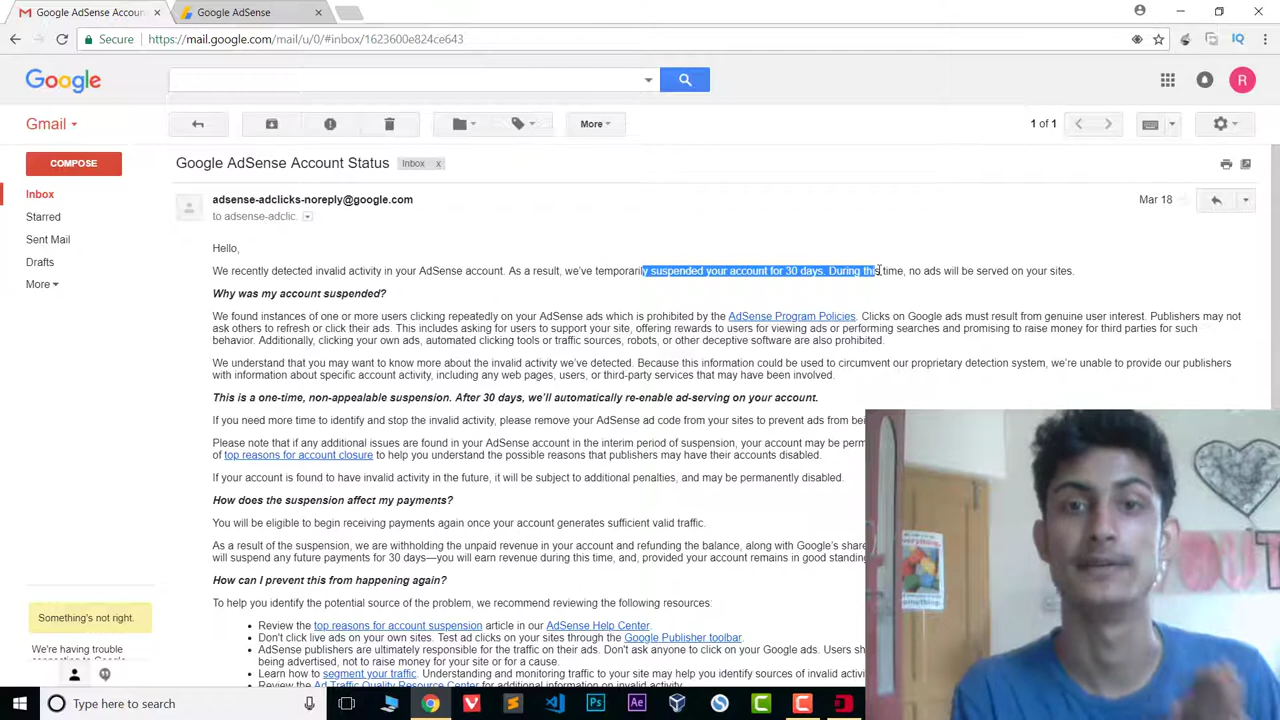 Google AdSense Accoun
Google AdSense
Secure
https://mail.google.com/mail/u/0/#inbox/1623600e824ce643
IQ
Google
R
Gmail
More
1 of 1
COMPOSE
Google AdSense Account Status
Inbox x
Inbox
Starred
Sent Mail
Drafts
More
adsense-adclicks-noreply@google.com
Mar 18
to adsense-adclic.
Hello,
We recently detected invalid activity in your AdSense account. As a result, we've temporarily suspended your account for 30 days. During this time, no ads will be served on your sites.
Why was my account suspended?
We found instances of one or more users clicking repeatedly on your AdSense ads which is prohibited by the AdSense Program Policies. Clicks on Google ads must result from genuine user interest. Publishers may not
ask others to refresh or click their ads. This includes asking for users to support your site, offering rewards to users for viewing ads or performing searches and promising to raise money for third parties for such
behavior. Additionally, clicking your own ads, automated clicking tools or traffic sources, robots, or other deceptive software are also prohibited.
We understand that you may want to know more about the invalid activity we've detected. Because this information could be used to circumvent our proprietary detection system, we're unable to provide our publishers
with information about specific account activity, including any web pages, users, or third-party services that may have been involved.
This is a one-time, non-appealable suspension. After 30 days, we'll automatically re-enable ad-serving on your account.
If you need more time to identify and stop the invalid activity, please remove your AdSense ad code from your sites to prevent ads from bei
Please note that if any additional issues are found in your AdSense account in the interim period of suspension, your account may be perm
of top reasons for account closure to help you understand the possible reasons that publishers may have their accounts disabled.
If your account is found to have invalid activity in the future, it will be subject to additional penalties, and may be permanently disabled.
How does the suspension affect my payments?
You will be eligible to begin receiving payments again once your account generates sufficient valid traffic.
As a result of the suspension, we are withholding the unpaid revenue in your account and refunding the balance, along with Google's share
will suspend any future payments for 30 days—you will earn revenue during this time, and, provided your account remains in good standing
How can I prevent this from happening again?
To help you identify the potential source of the problem, we recommend reviewing the following resources:
Review the top reasons for account suspension article in our AdSense Help Center.
Don't click live ads on your own sites. Test ad clicks on your sites through the Google Publisher toolbar.
AdSense publishers are ultimately responsible for the traffic on their ads. Don't ask anyone to click on your Google ads. Users sh
being advertised, not to raise money for your site or for a cause.
Learn how to segment your traffic. Understanding and monitoring traffic to your site may help you identify sources of invalid
Review the Ad Traffic Quality Resource Center for additional information on invalid activity.
Something's not right.
We're having trouble
connecting to Google
Type here to search
Ps
Ae